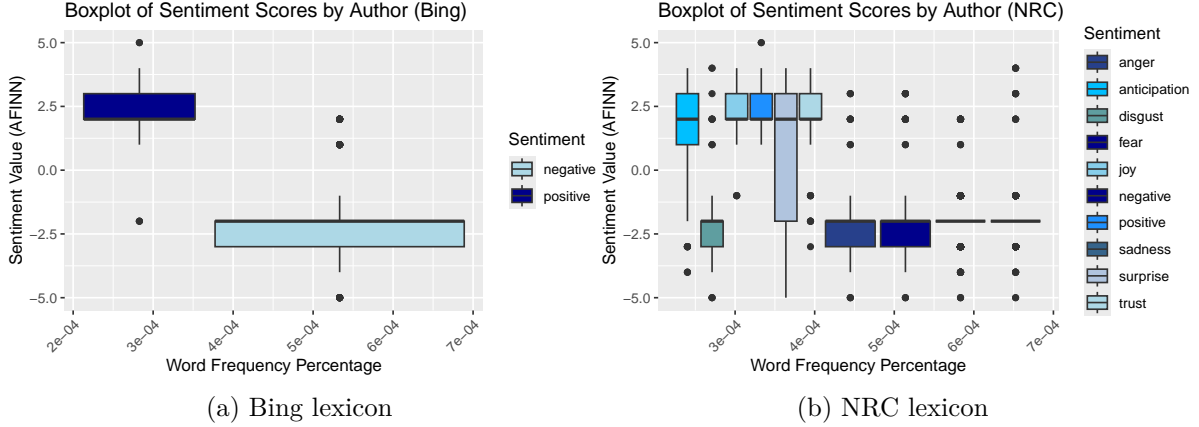 Boxplot of Sentiment Scores by Author (Bing)
Sentiment Value (AFINN)
5.0
2.5
0.0
−2.5
−5.0
2e−04
3e−04
4e−04
5e−04
6e−04
7e−04
Word Frequency Percentage
Sentiment
negative
positive
(a) Bing lexicon
Boxplot of Sentiment Scores by Author (NRC)
Sentiment Value (AFINN)
5.0
2.5
0.0
−2.5
−5.0
3e−04
4e−04
5e−04
6e−04
7e−04
Word Frequency Percentage
Sentiment
anger
anticipation
disgust
fear
joy
negative
positive
sadness
surprise
trust
(b) NRC lexicon